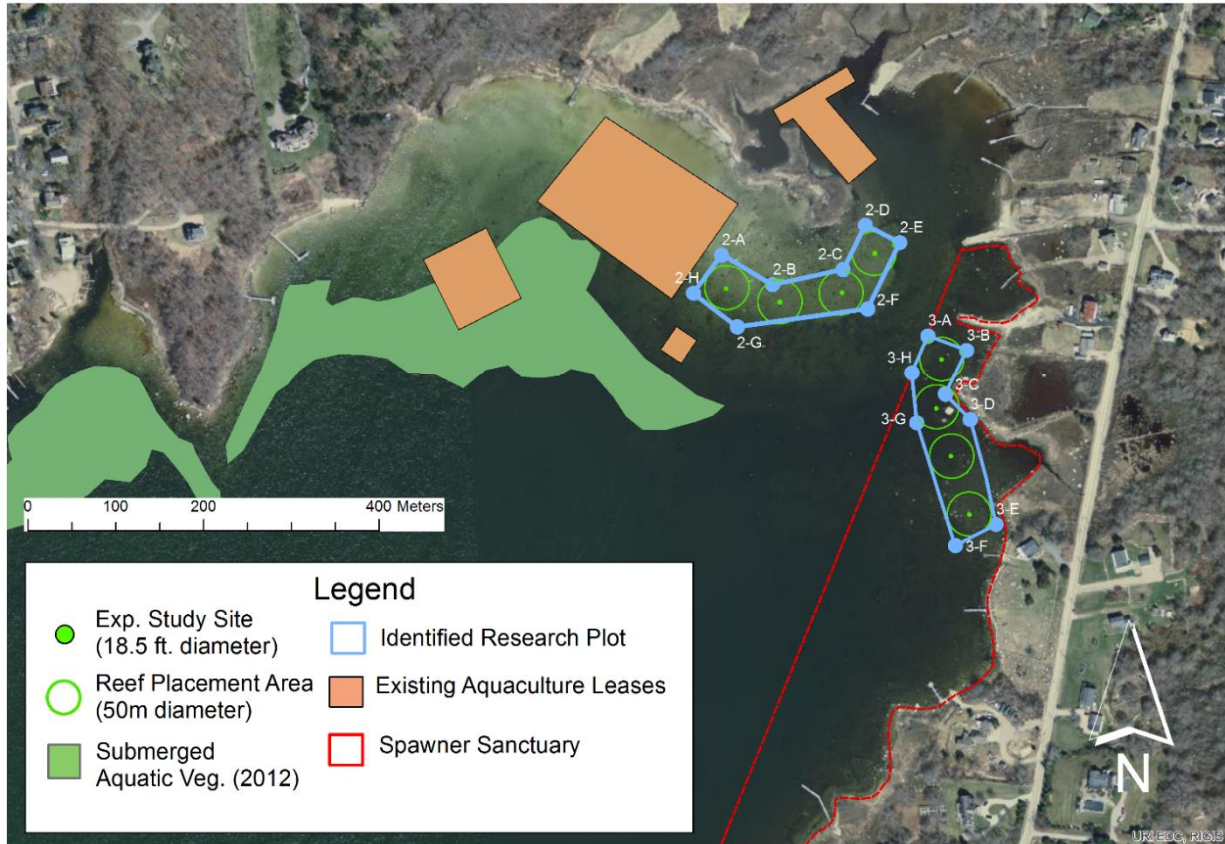 2-D
2-E
2-A
2-C
2-B
2-H
2-F
2-G
3-A
3-B
3-H
3-C
3-D
3-G
3-E
3-F
0 100 200 400 Meters
Legend
Exp. Study Site
(18.5 ft. diameter)
Identified Research Plot
Reef Placement Area
(50m diameter)
Existing Aquaculture Leases
Submerged
Aquatic Veg. (2012)
Spawner Sanctuary
N
URI EDC, RIGIS